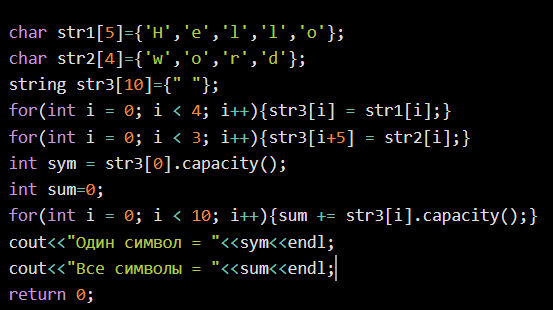 char str1[5]={'H','e','l','l','o'};
char str2[4]={'w','o','r','d'};
string str3[10]={" "};
for(int i = 0; i < 4; i++){str3[i] = str1[i];}
for(int i = 0; i < 3; i++){str3[i+5] = str2[i];}
int sym = str3[0].capacity();
int sum=0;
for(int i = 0; i < 10; i++){sum += str3[i].capacity();}
cout<<"Один символ = "<<sym<<endl;
cout<<"Все символы = "<<sum<<endl;
return 0;